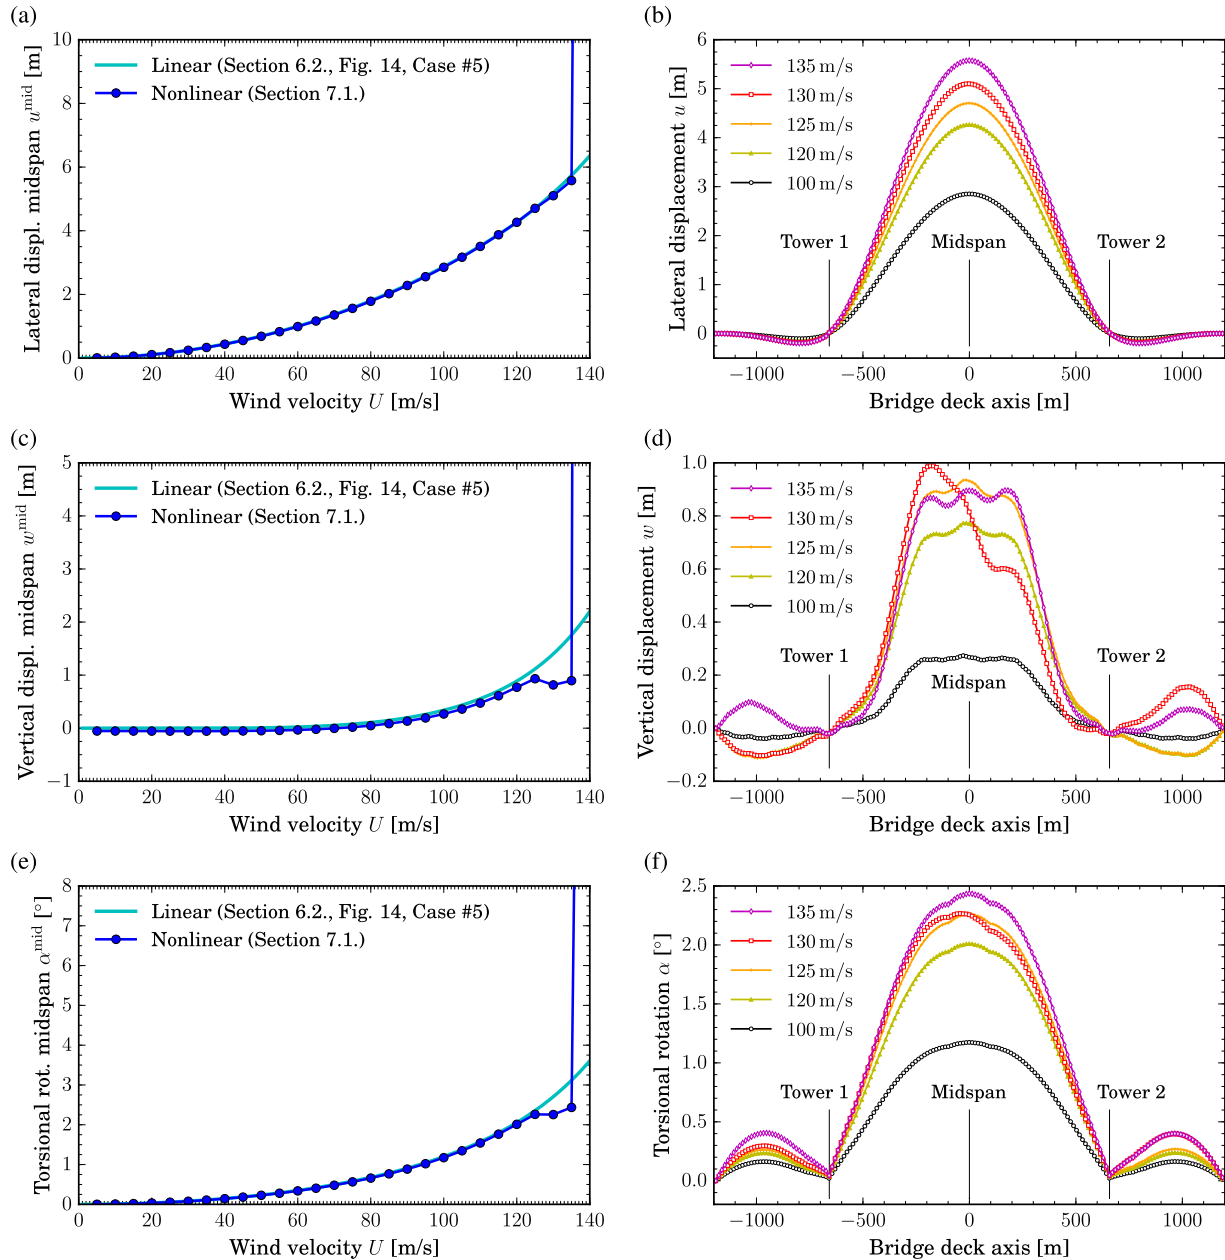 (a)
10
8
6
4
2
0
Lateral displ. midspan u^mid [m]
Linear (Section 6.2., Fig. 14, Case #5)
Nonlinear (Section 7.1.)
0 20 40 60 80 100 120 140
Wind velocity U [m/s]
(b)
6
5
4
3
2
1
0
Lateral displacement u [m]
135 m/s
130 m/s
125 m/s
120 m/s
100 m/s
Tower 1
Midspan
Tower 2
−1000 −500 0 500 1000
Bridge deck axis [m]
(c)
5
4
3
2
1
0
−1
Vertical displ. midspan w^mid [m]
Linear (Section 6.2., Fig. 14, Case #5)
Nonlinear (Section 7.1.)
0 20 40 60 80 100 120 140
Wind velocity U [m/s]
(d)
1.0
0.8
0.6
0.4
0.2
0.0
−0.2
Vertical displacement w [m]
135 m/s
130 m/s
125 m/s
120 m/s
100 m/s
Tower 1
Midspan
Tower 2
−1000 −500 0 500 1000
Bridge deck axis [m]
(e)
8
7
6
5
4
3
2
1
0
Torsional rot. midspan α^mid [°]
Linear (Section 6.2., Fig. 14, Case #5)
Nonlinear (Section 7.1.)
0 20 40 60 80 100 120 140
Wind velocity U [m/s]
(f)
2.5
2.0
1.5
1.0
0.5
0.0
Torsional rotation α [°]
135 m/s
130 m/s
125 m/s
120 m/s
100 m/s
Tower 1
Midspan
Tower 2
−1000 −500 0 500 1000
Bridge deck axis [m]